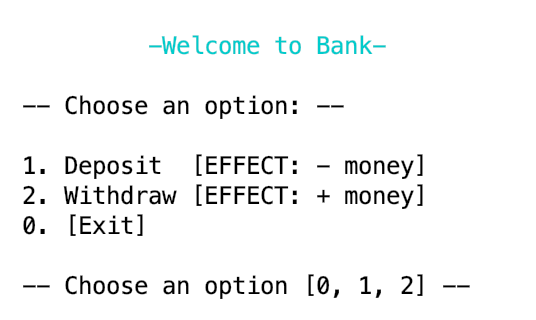 -Welcome to Bank-
-- Choose an option: --
1. Deposit  [EFFECT: - money]
2. Withdraw [EFFECT: + money]
0. [Exit]
-- Choose an option [0, 1, 2] --